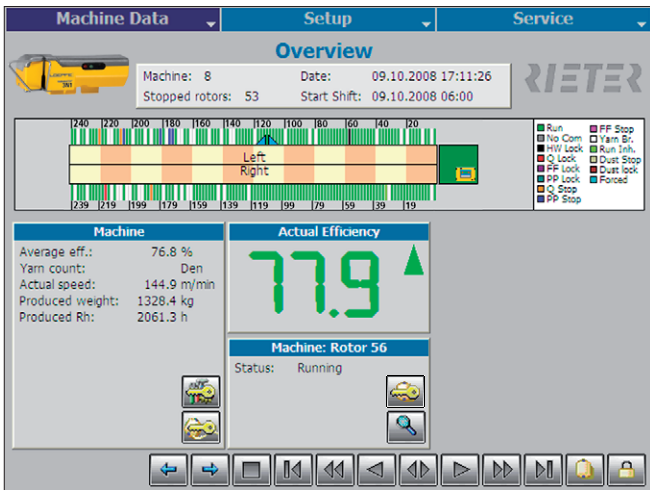 Machine Data Setup Service
Overview
Machine: 8 Date: 09.10.2008 17:11:26
Stopped rotors: 53 Start Shift: 09.10.2008 06:00
RIETER
240 220 200 180 160 140 120 100 80 60 40 20
Left
Right
239 219 199 179 159 139 119 99 79 59 39 19
Run FF Stop
No Com Yarn Br.
HW Lock Run Inh.
Q Lock Dust Stop
FF Lock Dust lock
PP Lock Forced
Q Stop
PP Stop
Machine
Average eff.: 76.8 %
Yarn count: Den
Actual speed: 144.9 m/min
Produced weight: 1328.4 kg
Produced Rh: 2061.3 h
Actual Efficiency
77.9
Machine: Rotor 56
Status: Running